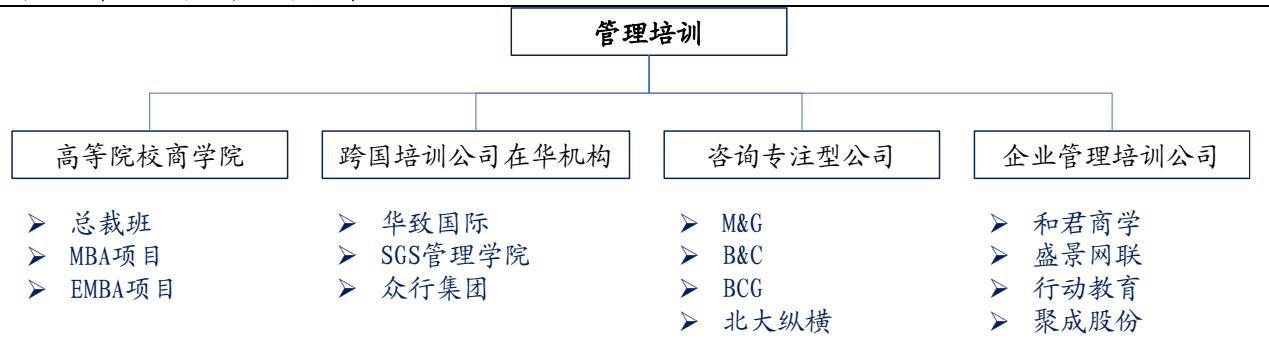 管理培训
高等院校商学院
跨国培训公司在华机构
咨询专注型公司
企业管理培训公司
➢ 总裁班
➢ MBA项目
➢ EMBA项目
➢ 华致国际
➢ SGS管理学院
➢ 众行集团
➢ M&G
➢ B&C
➢ BCG
➢ 北大纵横
➢ 和君商学
➢ 盛景网联
➢ 行动教育
➢ 聚成股份